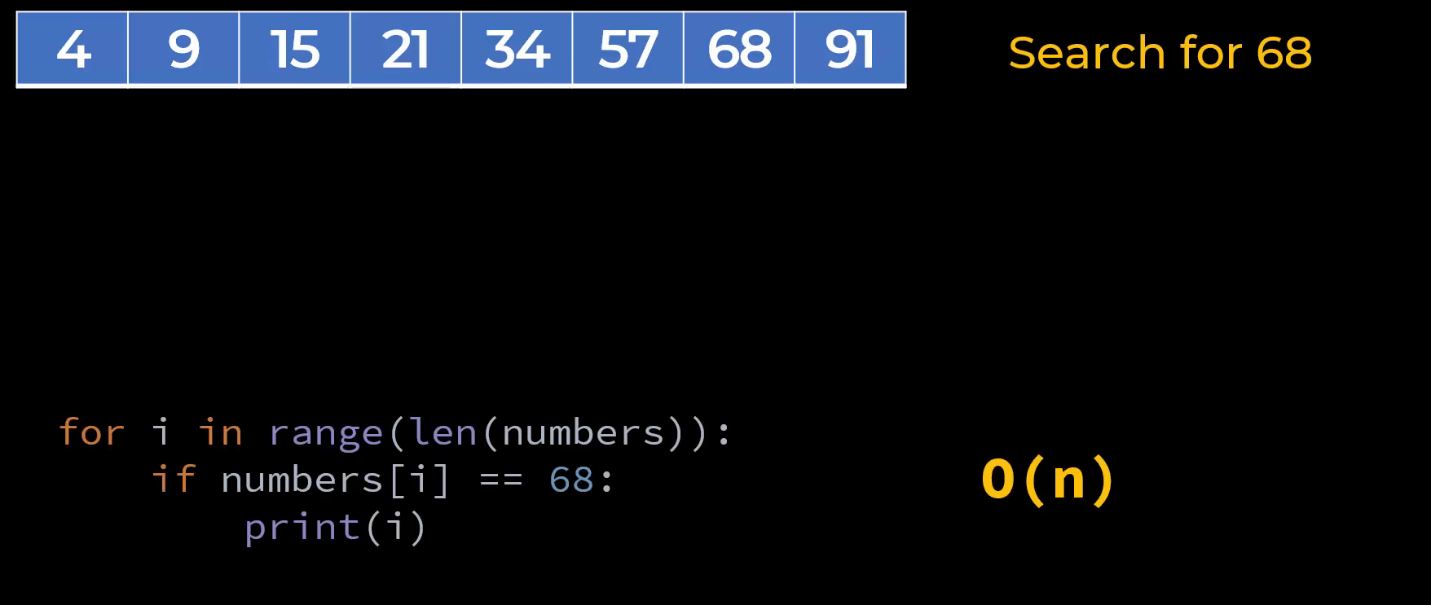 4 9 15 21 34 57 68 91
Search for 68
for i in range(len(numbers)):
    if numbers[i] == 68:
        print(i)
O(n)